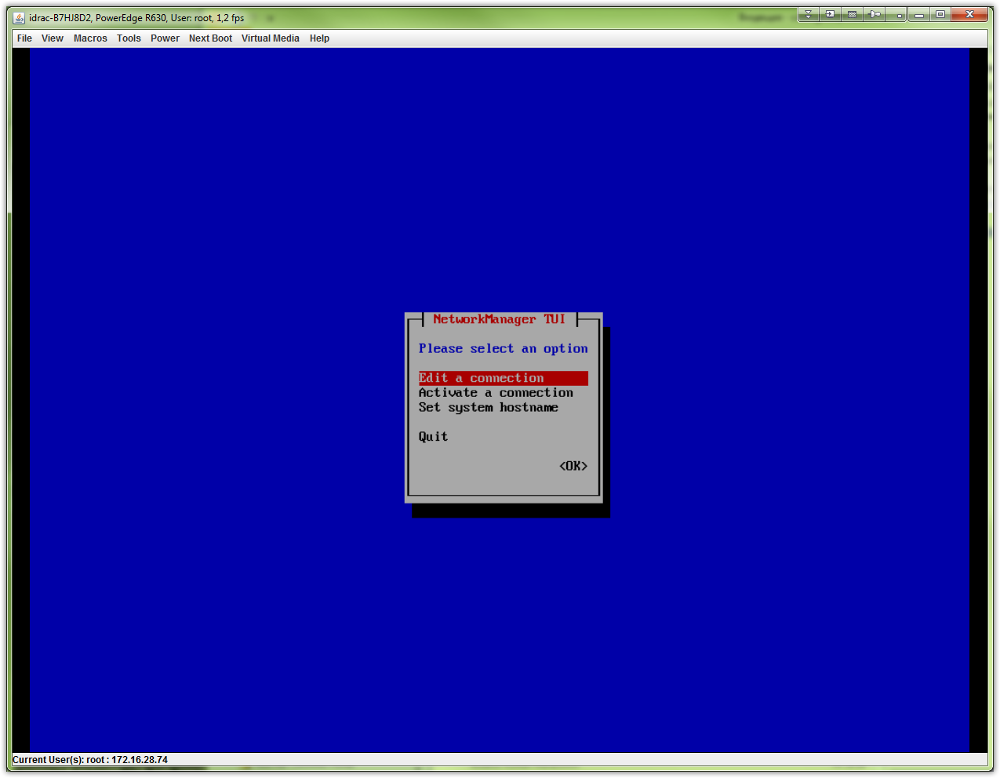 idrac-B7HJ8D2, PowerEdge R630, User: root, 1,2 fps
File View Macros Tools Power Next Boot Virtual Media Help
NetworkManager TUI
Please select an option
Edit a connection
Activate a connection
Set system hostname
Quit
<OK>
Current User(s): root : 172.16.28.74